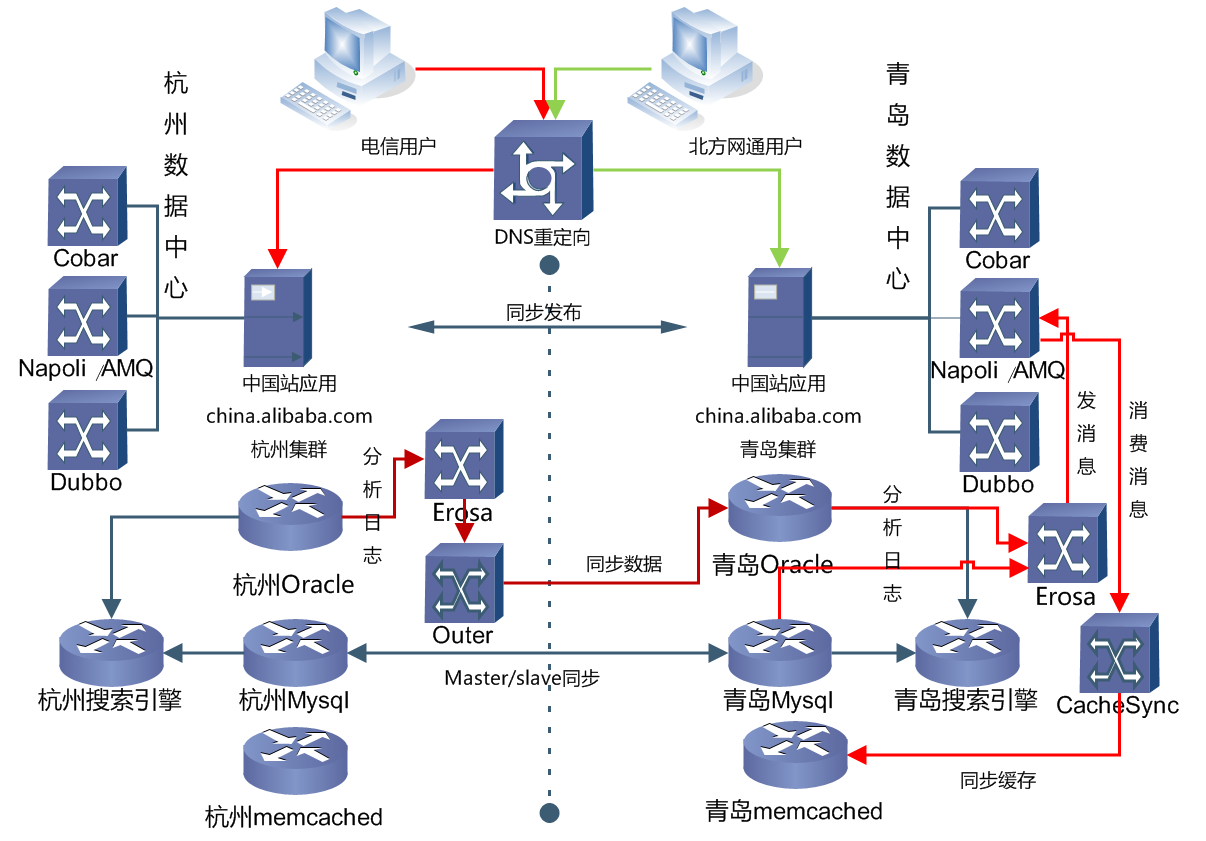 杭州数据中心
青岛数据中心
电信用户
北方网通用户
DNS重定向
Cobar
Napoli /AMQ
Dubbo
Cobar
Napoli /AMQ
Dubbo
同步发布
中国站应用
china.alibaba.com
杭州集群
中国站应用
china.alibaba.com
青岛集群
发消息
消费消息
分析日志
Erosa
杭州Oracle
Outer
同步数据
青岛Oracle
分析日志
Erosa
杭州搜索引擎
杭州Mysql
Master/slave同步
青岛Mysql
青岛搜索引擎
CacheSync
杭州memcached
青岛memcached
同步缓存